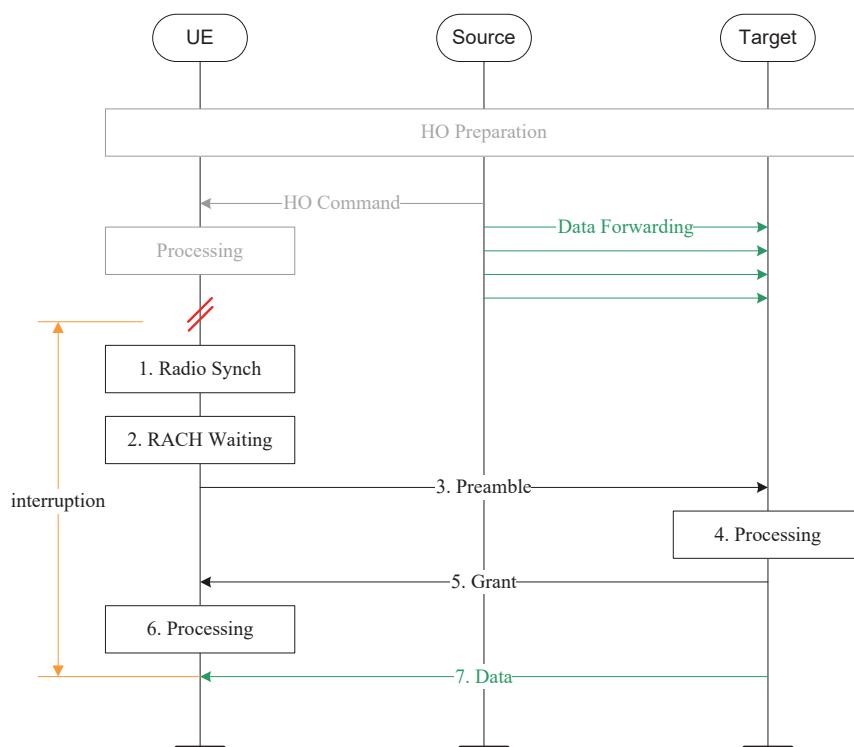 UE
Source
Target
HO Preparation
HO Command
Data Forwarding
Processing
1. Radio Synch
2. RACH Waiting
3. Preamble
interruption
4. Processing
5. Grant
6. Processing
7. Data